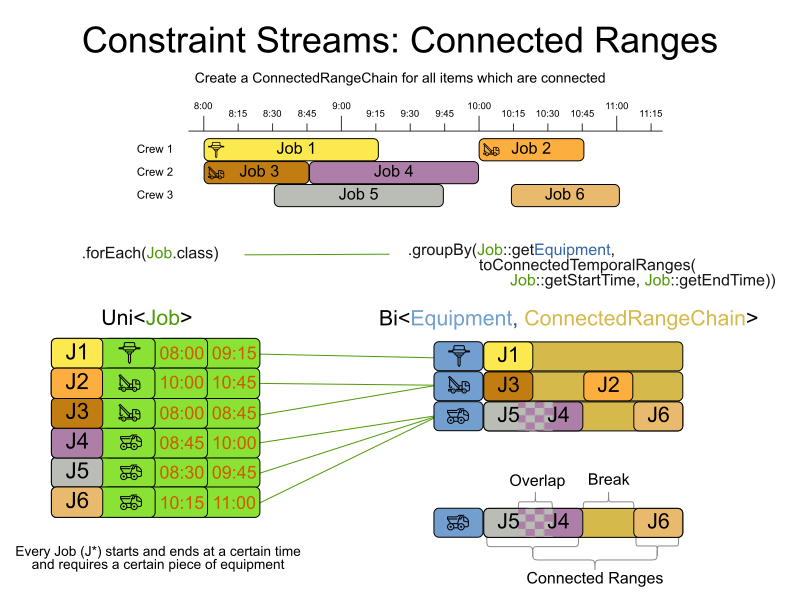 Constraint Streams: Connected Ranges
Create a ConnectedRangeChain for all items which are connected
8:00 8:15 8:30 8:45 9:00 9:15 9:30 9:45 10:00 10:15 10:30 10:45 11:00 11:15
Crew 1 Job 1 Job 2
Crew 2 Job 3 Job 4
Crew 3 Job 5 Job 6
.forEach(Job.class)
.groupBy(Job::getEquipment,
toConnectedTemporalRanges(
Job::getStartTime, Job::getEndTime))
Uni<Job>
Bi<Equipment, ConnectedRangeChain>
J1 08:00 09:15
J2 10:00 10:45
J3 08:00 08:45
J4 08:45 10:00
J5 08:30 09:45
J6 10:15 11:00
J1
J3 J2
J5 J4 J6
Overlap Break
J5 J4 J6
Connected Ranges
Every Job (J*) starts and ends at a certain time
and requires a certain piece of equipment